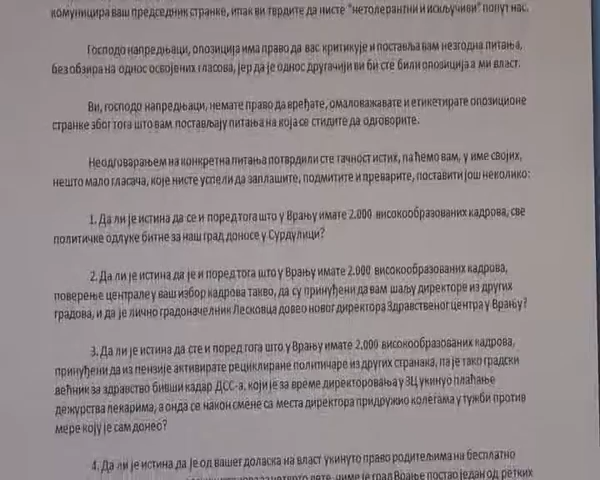 комуницира ваш председник странке, ипак ви тврдите да нисте "нетолерантни и искључиви" попут нас.
Господо напредњаци, опозиција има право да вас критикује и поставља вам незгодна питања,
без обзира на однос освојених гласова, јер да је однос другачији ви би сте били опозиција а ми власт.
Ви, господо напредњаци, немате право да вређате, омаловажавате и етикетирате опозиционе
странке због тога што вам постављају питања на која се стидите да одговорите.
Неодговарањем на конкретна питања потврдили сте тачност истих, па ћемо вам, у име својих,
нешто мало гласача, које нисте успели да заплашите, подмитите и преварите, поставити још неколико:
1. Да ли је истина да се и поред тога што у Врању имате 2.000 високообразованих кадрова, све
политичке одлуке битне за наш град доносе у Сурдулици?
2. Да ли је истина да је и поред тога што у Врању имате 2.000 високообразованих кадрова,
поверење централе у ваш избор кадрова такво, да су принуђени да вам шаљу директоре из других
градова, и да је лично градоначелник Лесковца довео новог директора Здравственог центра у Врању?
3. Да ли је истина да сте и поред тога што у Врању имате 2.000 високообразованих кадрова,
принуђени да из пензије активирате рециклиране политичаре из других странака, па је тако градски
већник за здравство бивши кадар ДСС-а, који је за време директоровања у ЗЦ укинуо плаћање
дежурства лекарима, а онда се након смене са места директора придружио колегама у тужби против
мере коју је сам донео?
4. Да ли је истина да је од вашег доласка на власт укинуто право родитељима на бесплатно
лете, чиме је град Врање постао један од ретких